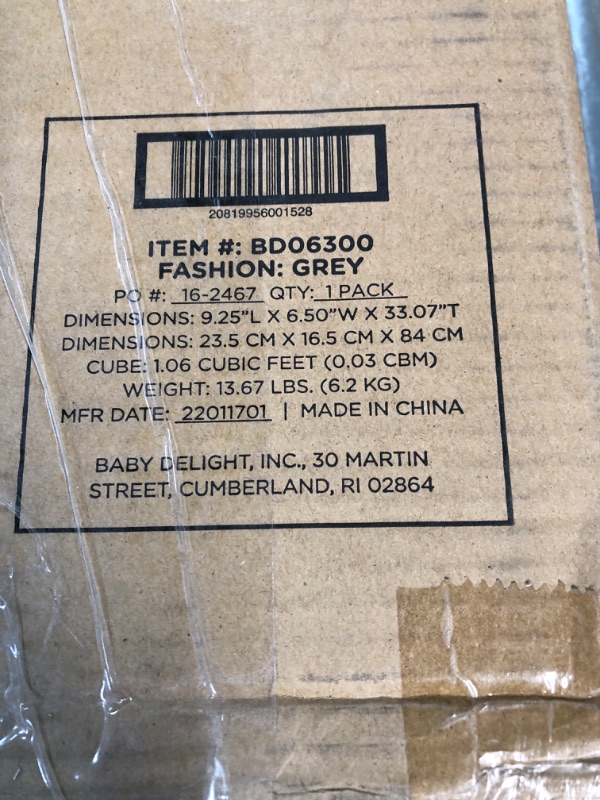 20819956001528
ITEM #: BD06300
FASHION: GREY
PO #: 16-2467 QTY: 1 PACK
DIMENSIONS: 9.25"L X 6.50"W X 33.07"T
DIMENSIONS: 23.5 CM X 16.5 CM X 84 CM
CUBE: 1.06 CUBIC FEET (0.03 CBM)
WEIGHT: 13.67 LBS. (6.2 KG)
MFR DATE: 22011701 | MADE IN CHINA
BABY DELIGHT, INC., 30 MARTIN
STREET, CUMBERLAND, RI 02864